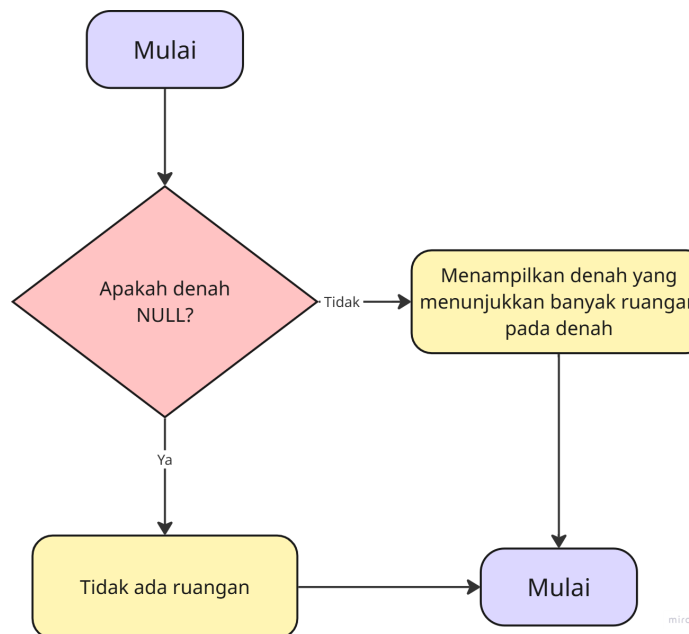 Mulai
Apakah denah
NULL?
Tidak
Menampilkan denah yang
menunjukkan banyak ruangan
pada denah
Ya
Tidak ada ruangan
Mulai